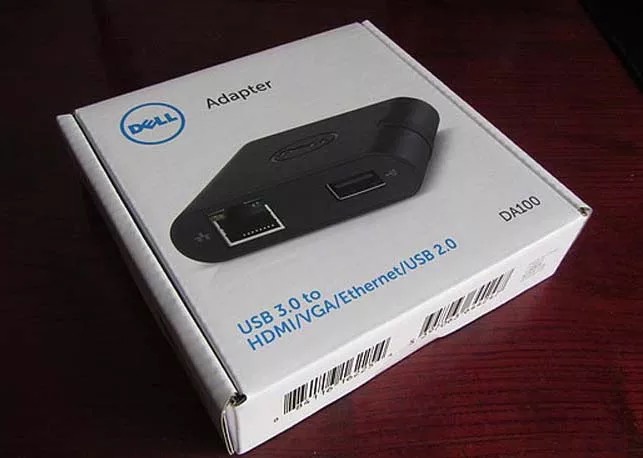 DELL
Adapter
DA100
USB 3.0 to
HDMI/VGA/Ethernet/USB 2.0